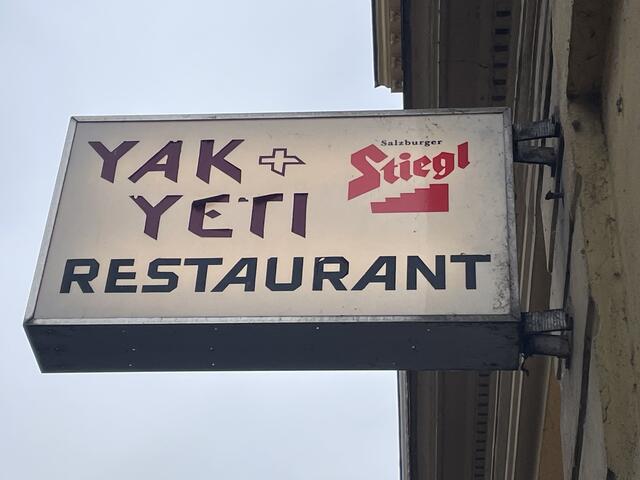 YAK +
YETI
RESTAURANT
Salzburger
Stiegl